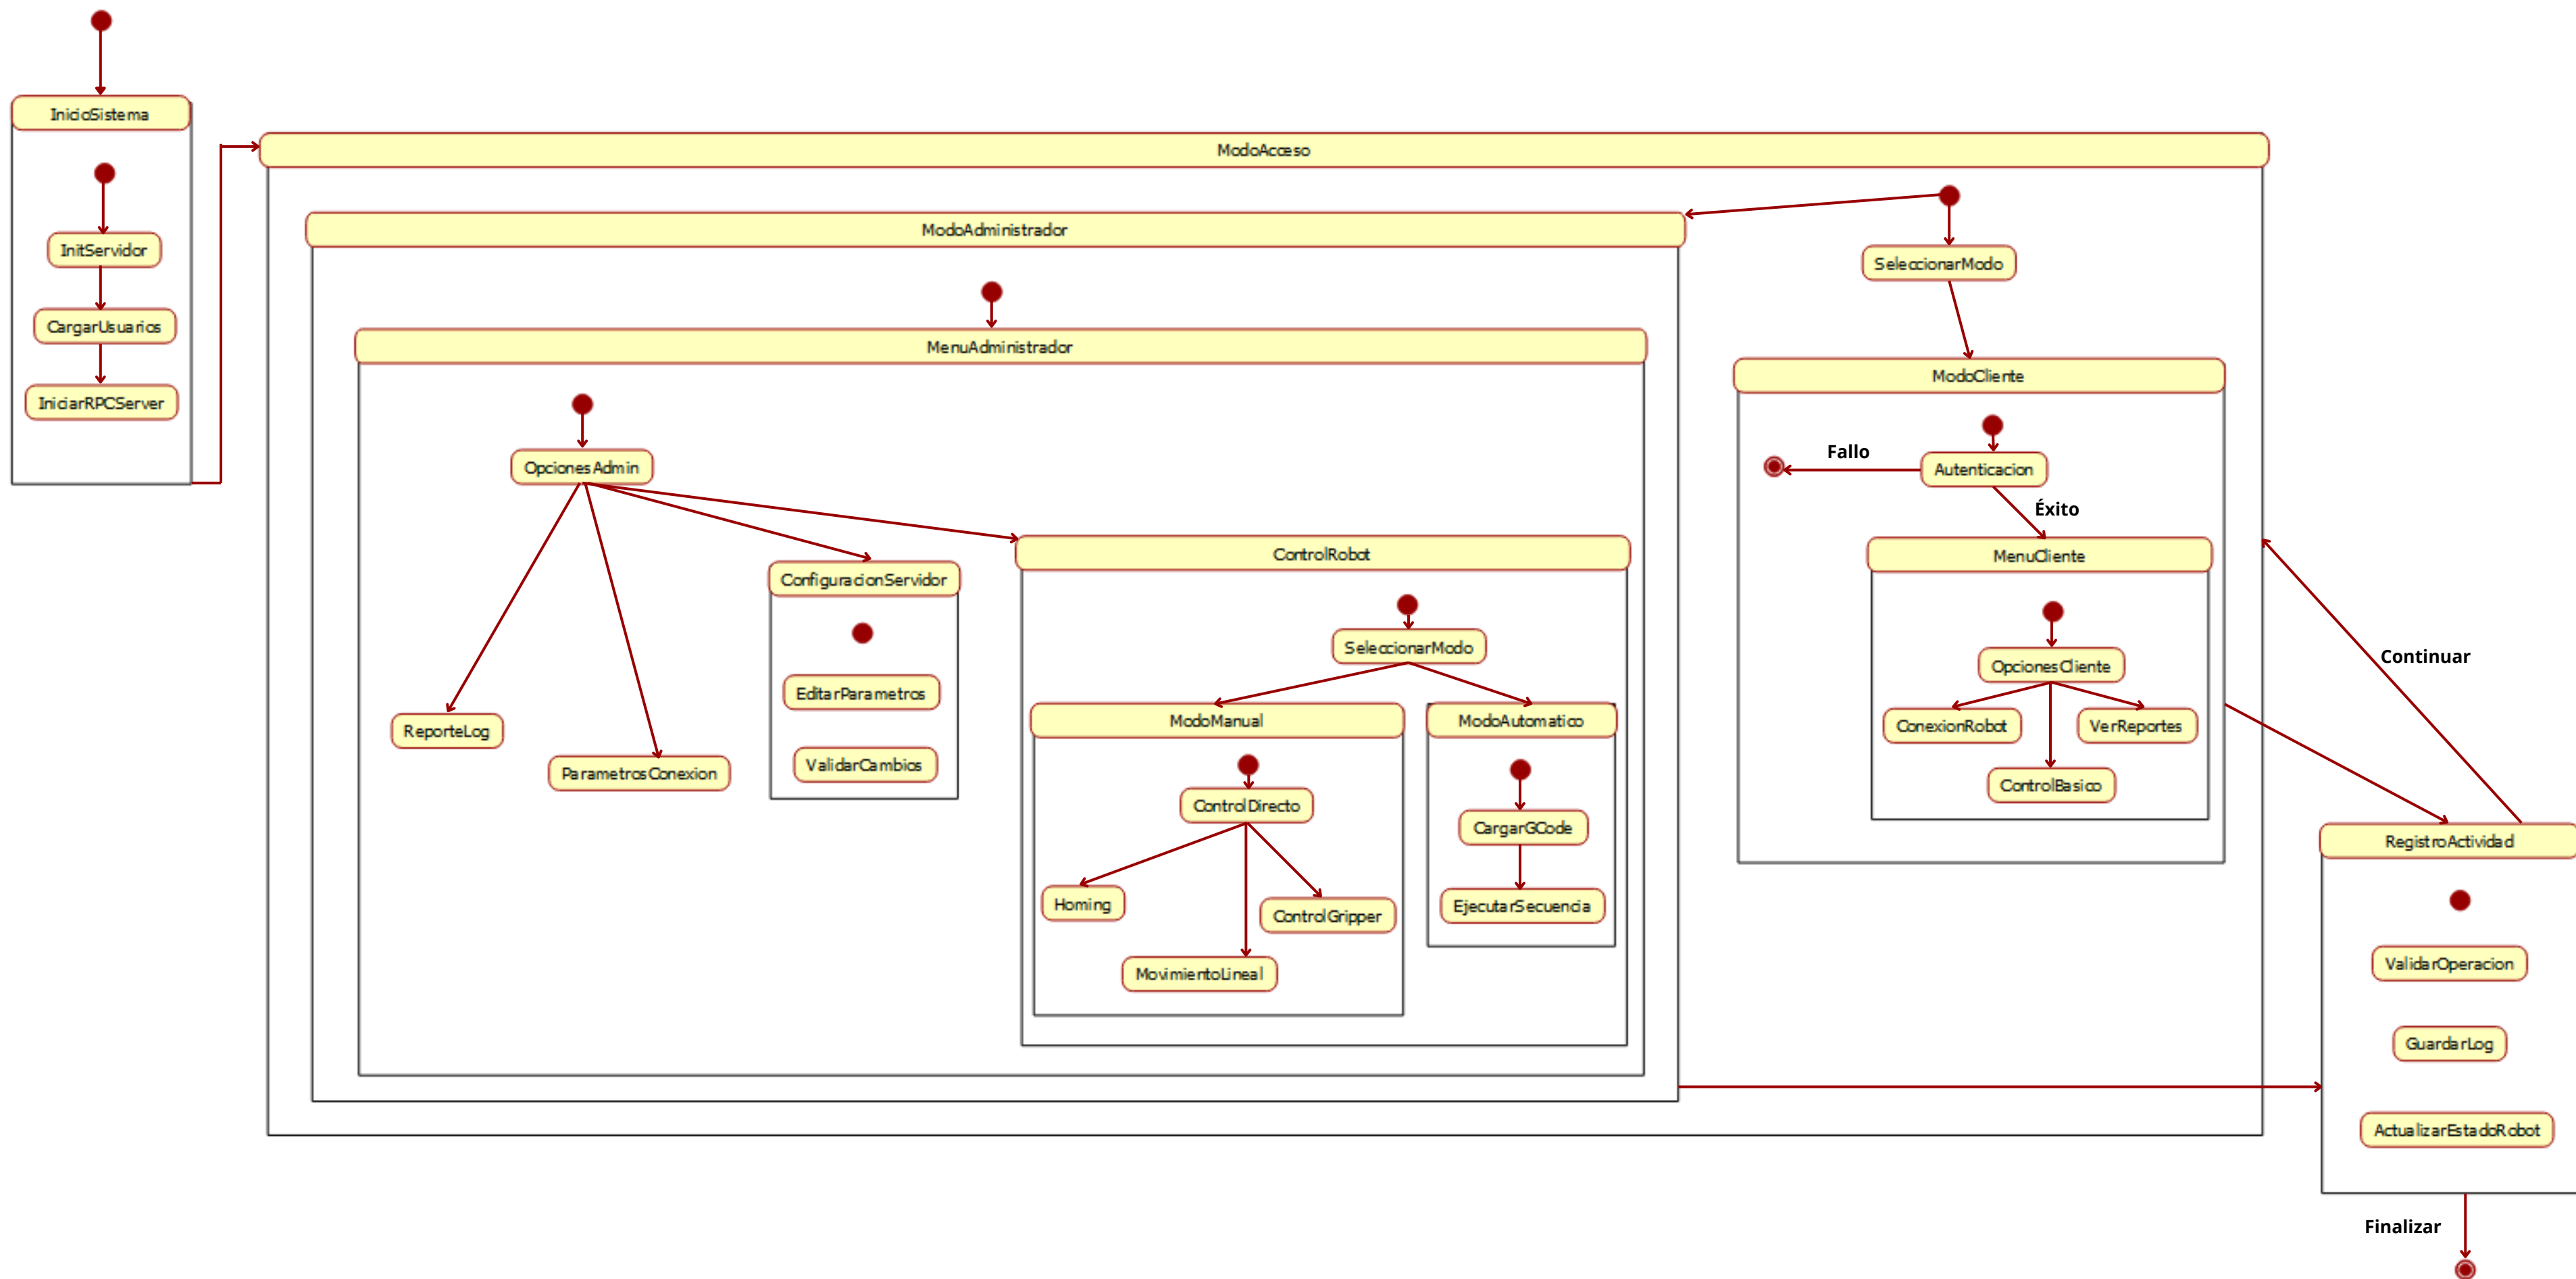 InicioSistema
InitServidor
CargarUsuarios
IniciarRPCServer
ModoAcceso
ModoAdministrador
MenuAdministrador
OpcionesAdmin
ReporteLog
ParametrosConexion
ConfiguracionServidor
EditarParametros
ValidarCambios
ControlRobot
SeleccionarModo
ModoManual
ControlDirecto
Homing
ControlGripper
MovimientoLineal
ModoAutomatico
CargarGCode
EjecutarSecuencia
SeleccionarModo
ModoCliente
Fallo
Autenticacion
Éxito
MenuCliente
OpcionesCliente
ConexionRobot
VerReportes
ControlBasico
Continuar
RegistroActividad
ValidarOperacion
GuardarLog
ActualizarEstadoRobot
Finalizar